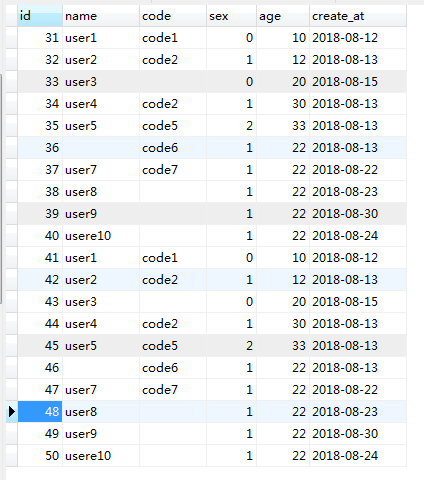 id name code sex age create_at
31 user1 code1 0 10 2018-08-12
32 user2 code2 1 12 2018-08-13
33 user3 0 20 2018-08-15
34 user4 code2 1 30 2018-08-13
35 user5 code5 2 33 2018-08-13
36 code6 1 22 2018-08-13
37 user7 code7 1 22 2018-08-22
38 user8 1 22 2018-08-23
39 user9 1 22 2018-08-30
40 usere10 1 22 2018-08-24
41 user1 code1 0 10 2018-08-12
42 user2 code2 1 12 2018-08-13
43 user3 0 20 2018-08-15
44 user4 code2 1 30 2018-08-13
45 user5 code5 2 33 2018-08-13
46 code6 1 22 2018-08-13
47 user7 code7 1 22 2018-08-22
48 user8 1 22 2018-08-23
49 user9 1 22 2018-08-30
50 usere10 1 22 2018-08-24